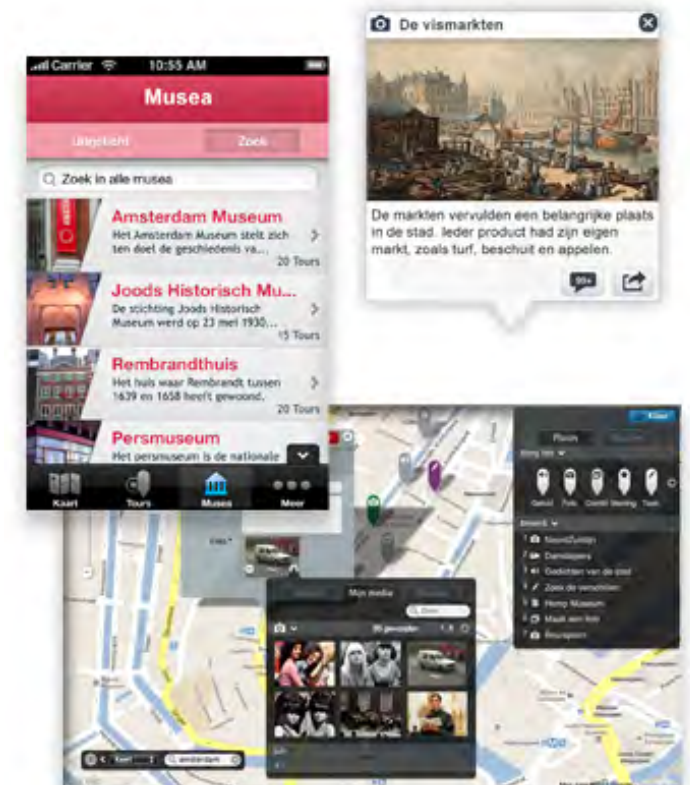 Carrier 10:55 AM
Musea
Uitgelicht Zoek
Zoek in alle musea
Amsterdam Museum
Het Amsterdam Museum stelt zich
ten doel de geschiedenis va...
20 Tours
Joods Historisch Mu...
De stichting Joods Historisch
Museum werd op 23 mei 1930...
15 Tours
Rembrandthuis
Het huis waar Rembrandt tussen
1639 en 1658 heeft gewoond.
20 Tours
Persmuseum
Het persmuseum is de nationale
Kaart Tours Musea Meer
De vismarkten
De markten vervulden een belangrijke plaats
in de stad. Ieder product had zijn eigen
markt, zoals turf, beschuit en appelen.
99+
Klaar
Foto
Damslapers
Gedichten van de stad
Zoek de verschillen
Hemp Museum
Maak een foto
Beursplein
Mijn media
Zoek
Kaart
amsterdam